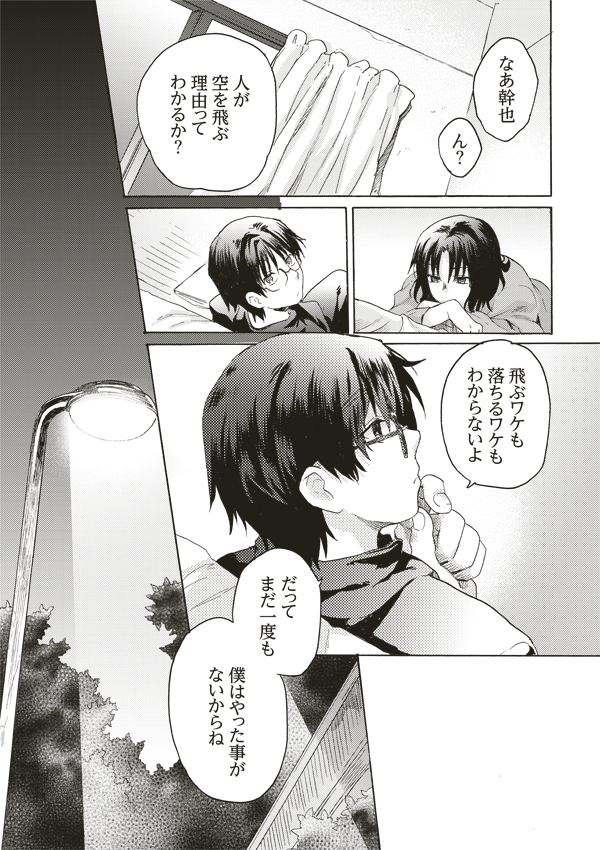 なあ幹也
ん?
人が
空を飛ぶ
理由って
わかるか?
飛ぶワケも
落ちるワケも
わからないよ
だって
まだ一度も
僕はやった事が
ないからね